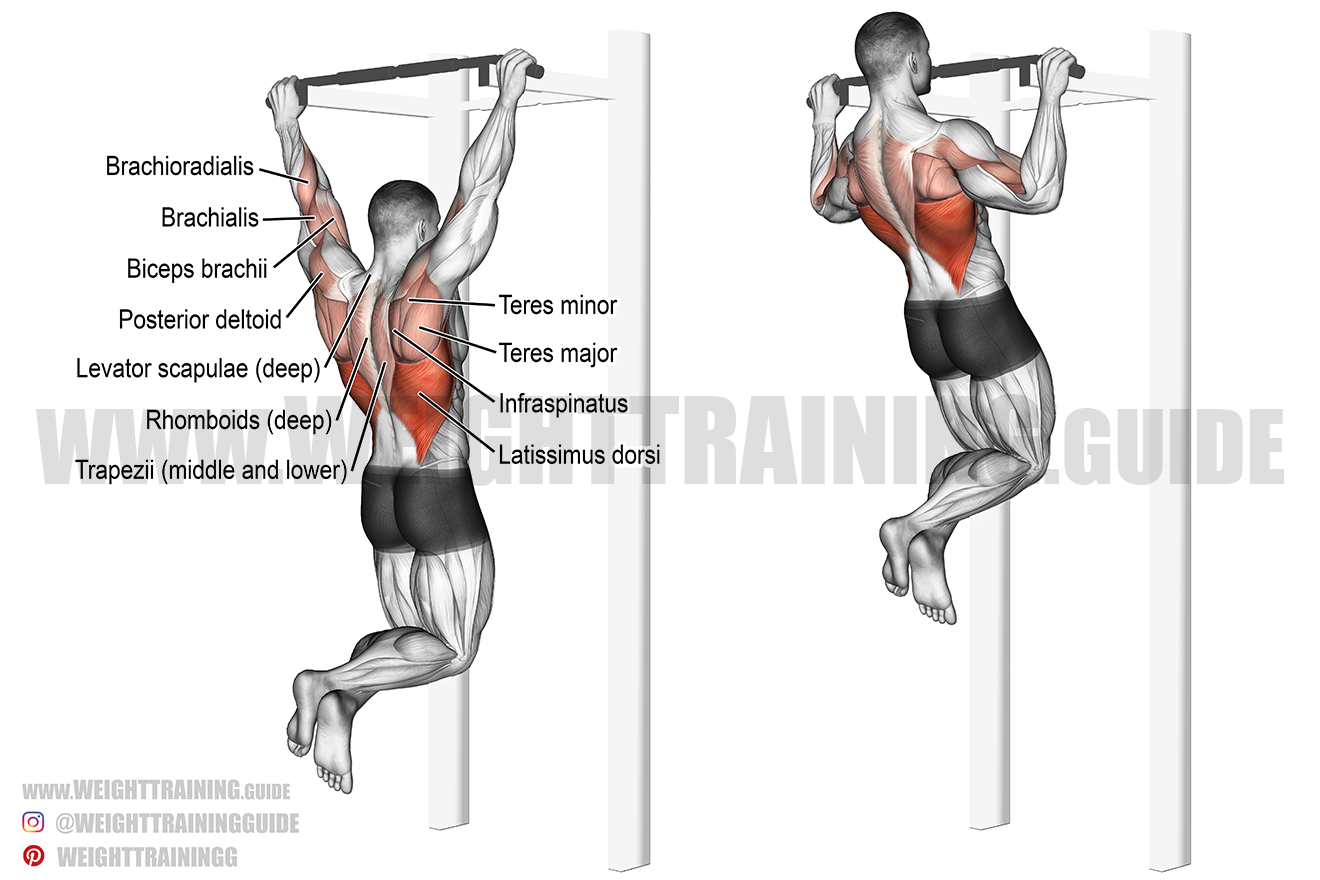 Brachioradialis
Brachialis
Biceps brachii
Posterior deltoid
Levator scapulae (deep)
Rhomboids (deep)
Trapezii (middle and lower)
Teres minor
Teres major
Infraspinatus
Latissimus dorsi
WWW.WEIGHTTRAINING.GUIDE
WWW.WEIGHTTRAINING.GUIDE
@WEIGHTTRAININGGUIDE
WEIGHTTRAININGG